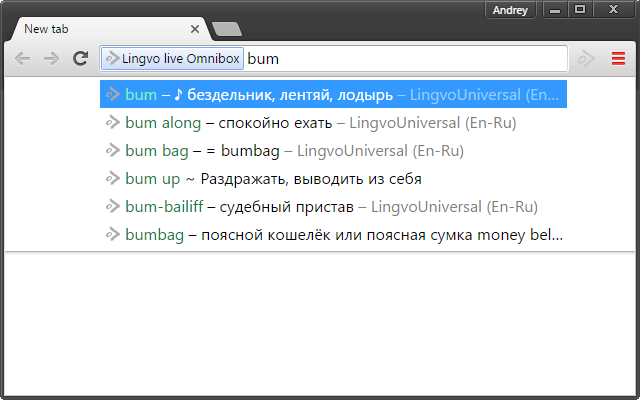 Andrey
New tab
Lingvo live Omnibox bum
bum – ♪ бездельник, лентяй, лодырь – LingvoUniversal (En...
bum along – спокойно ехать – LingvoUniversal (En-Ru)
bum bag – = bumbag – LingvoUniversal (En-Ru)
bum up ~ Раздражать, выводить из себя
bum-bailiff – судебный пристав – LingvoUniversal (En-Ru)
bumbag – поясной кошелёк или поясная сумка money bel...